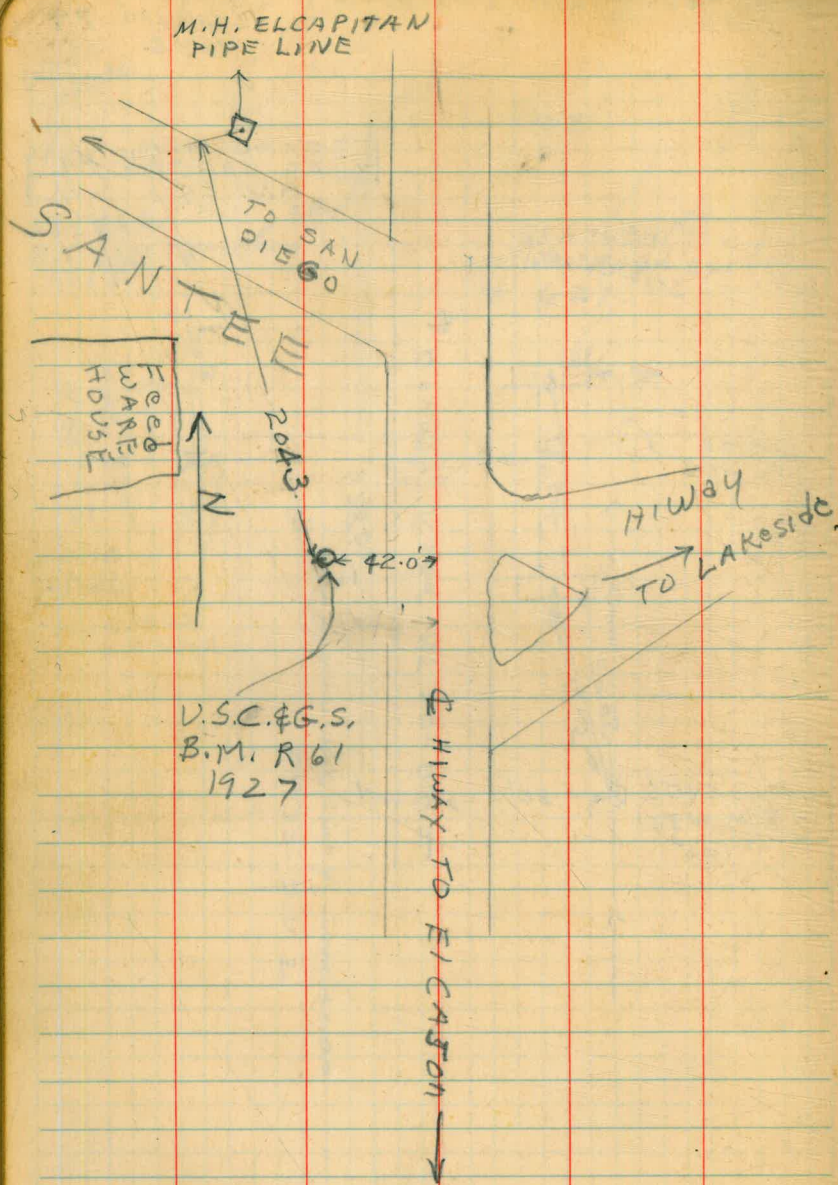 M.H. ELCAPITAN
PIPE LINE
TO SAN
DIEGO
SANTEE
FEED
WARE
HOUSE
N
2043
42.0'
HIWAY
TO LAKESIDE
U.S.C.&G.S.
B.M. R 61
1927
℄ HIWAY TO El CAJON